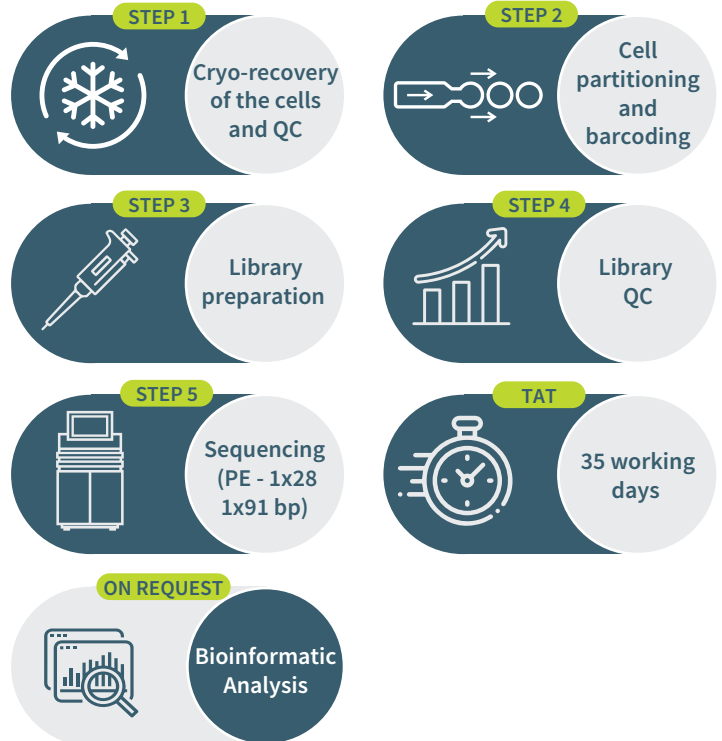 STEP 1
Cryo-recovery
of the cells
and QC
STEP 2
Cell
partitioning
and
barcoding
STEP 3
Library
preparation
STEP 4
Library
QC
STEP 5
Sequencing
(PE - 1x28
1x91 bp)
TAT
35 working
days
ON REQUEST
Bioinformatic
Analysis